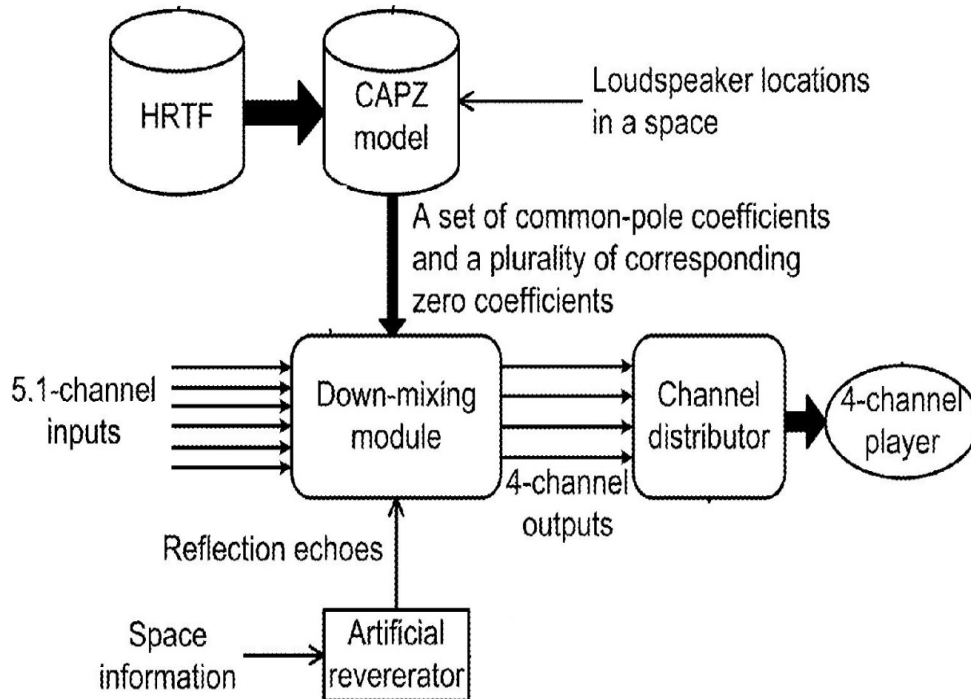 HRTF
CAPZ
model
Loudspeaker locations
in a space
A set of common-pole coefficients
and a plurality of corresponding
zero coefficients
5.1-channel
inputs
Down-mixing
module
Channel
distributor
4-channel
player
4-channel
outputs
Reflection echoes
Space
information
Artificial
revererator